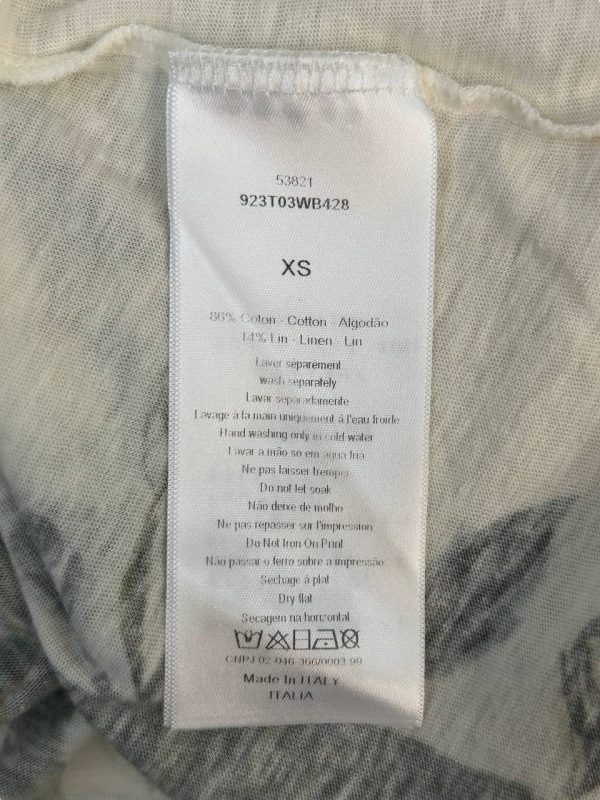 53821
923T03WB428
XS
86% Coton - Cotton - Algodão
14% Lin - Linen - Lin
Laver séparément
wash separately
Lavar separadamente
Lavage à la main uniquement à l'eau froide
Hand washing only in cold water
Lavar a mão so em agua fria
Ne pas laisser tremper
Do not let soak
Não deixe de molho
Ne pas repasser sur l'impression
Do Not Iron On Print
Não passar o ferro sobre a impressão
Sechage à plat
Dry flat
Secagem na horizontal
CNPJ 02 046 366/0003 99
Made In ITALY
ITALIA